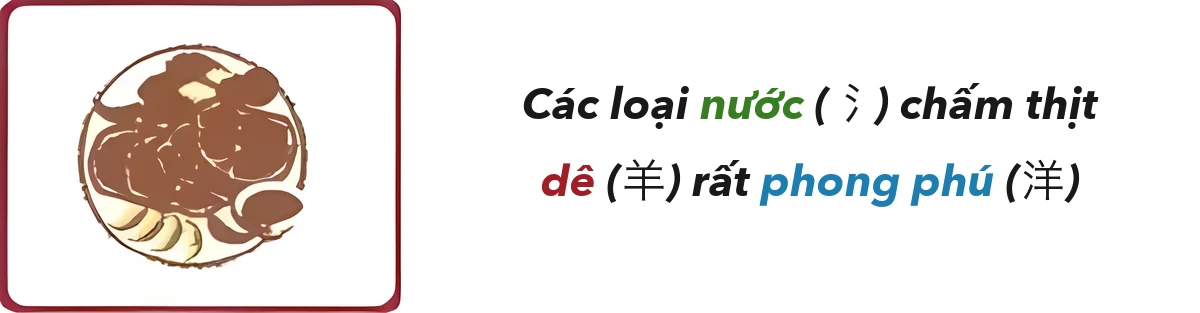 Các loại nước (氵) chấm thịt
dê (羊) rất phong phú (洋)